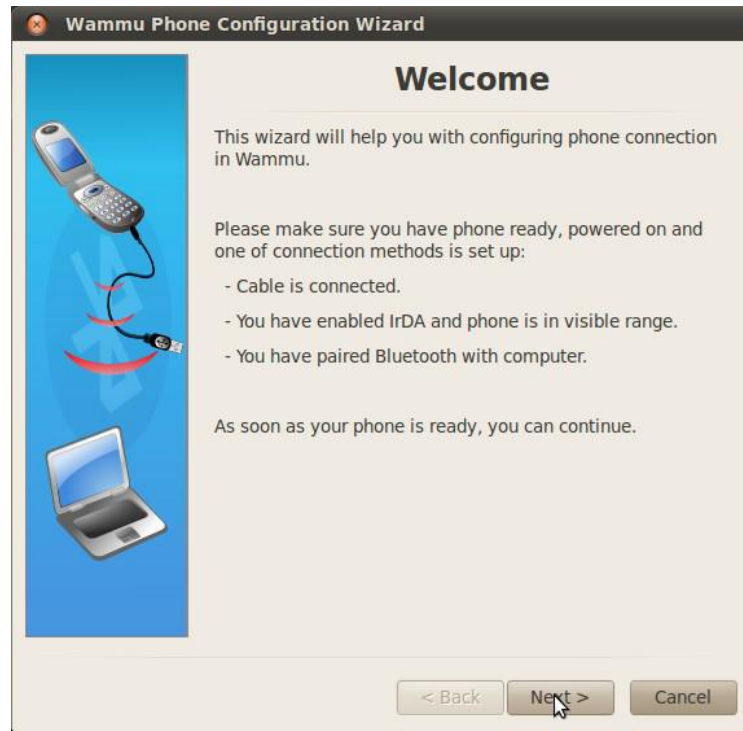 Wammu Phone Configuration Wizard
Welcome
This wizard will help you with configuring phone connection
in Wammu.
Please make sure you have phone ready, powered on and
one of connection methods is set up:
- Cable is connected.
- You have enabled IrDA and phone is in visible range.
- You have paired Bluetooth with computer.
As soon as your phone is ready, you can continue.
< Back Next > Cancel